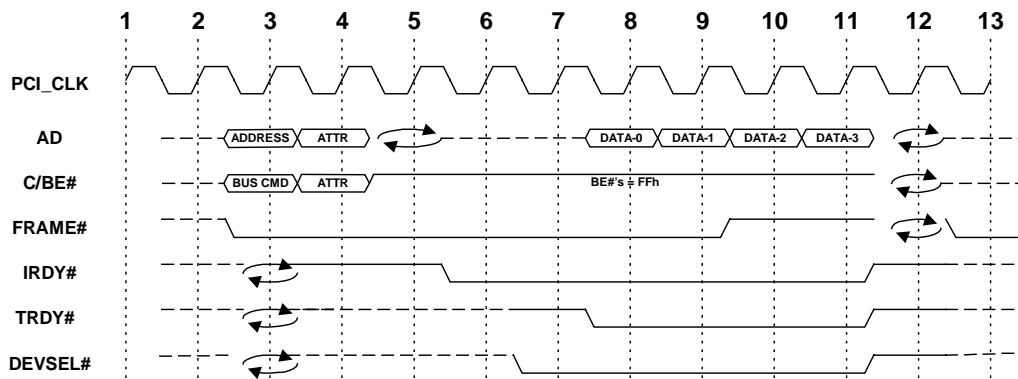 1 2 3 4 5 6 7 8 9 10 11 12 13
PCI_CLK
AD ADDRESS ATTR DATA-0 DATA-1 DATA-2 DATA-3
C/BE# BUS CMD ATTR BE#'s = FFh
FRAME#
IRDY#
TRDY#
DEVSEL#